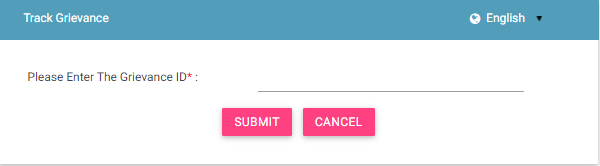 Track Grievance
English
Please Enter The Grievance ID* :
SUBMIT CANCEL